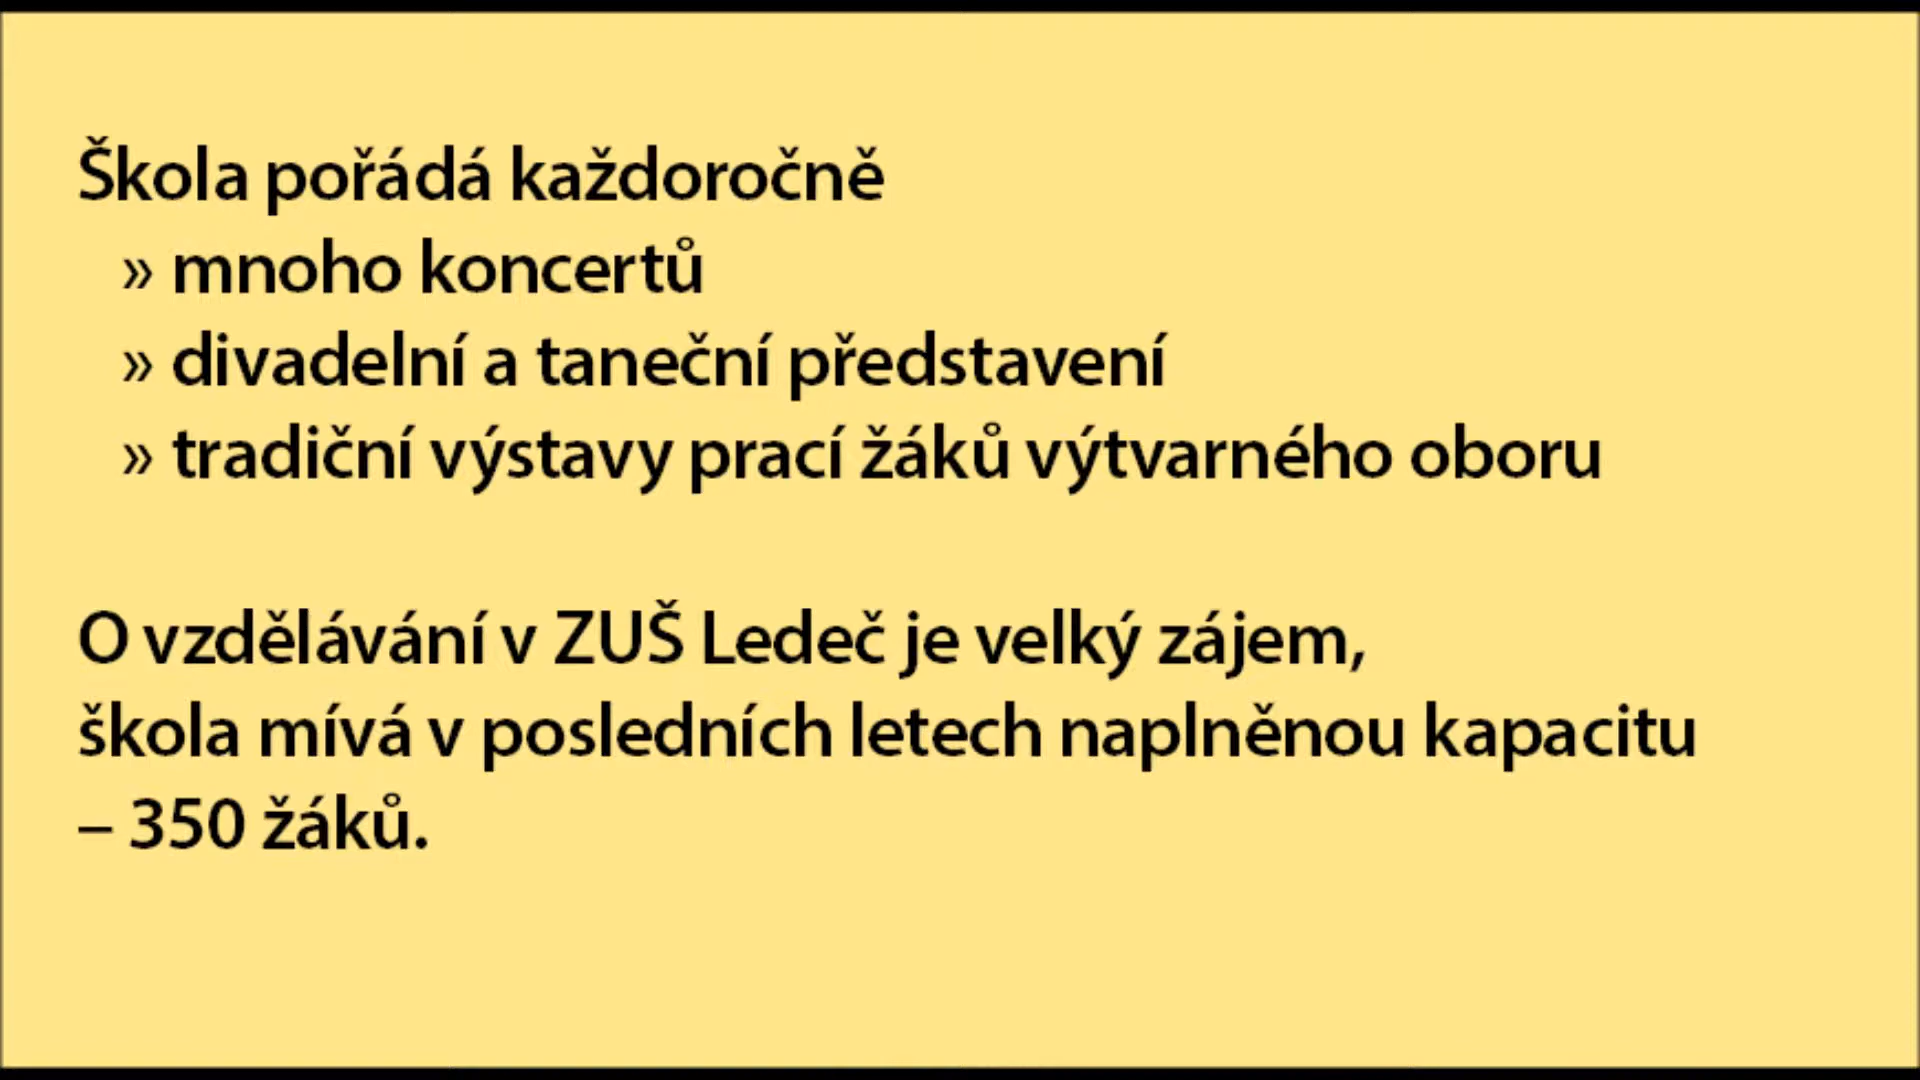 Škola pořádá každoročně
» mnoho koncertů
» divadelní a taneční představení
» tradiční výstavy prací žáků výtvarného oboru
O vzdělávání v ZUŠ Ledeč je velký zájem,
škola mívá v posledních letech naplněnou kapacitu
– 350 žáků.